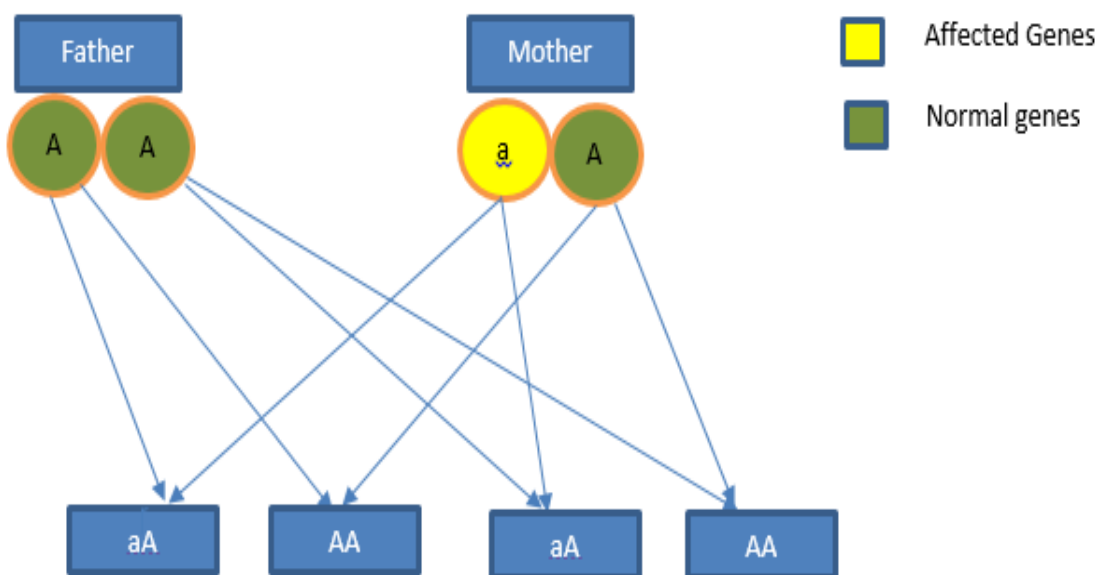 Father
Mother
Affected Genes
Normal genes
A
A
a
A
aA
AA
aA
AA